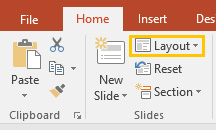 File Home Insert
Layout
Paste New Reset
Slide Section
Clipboard Slides